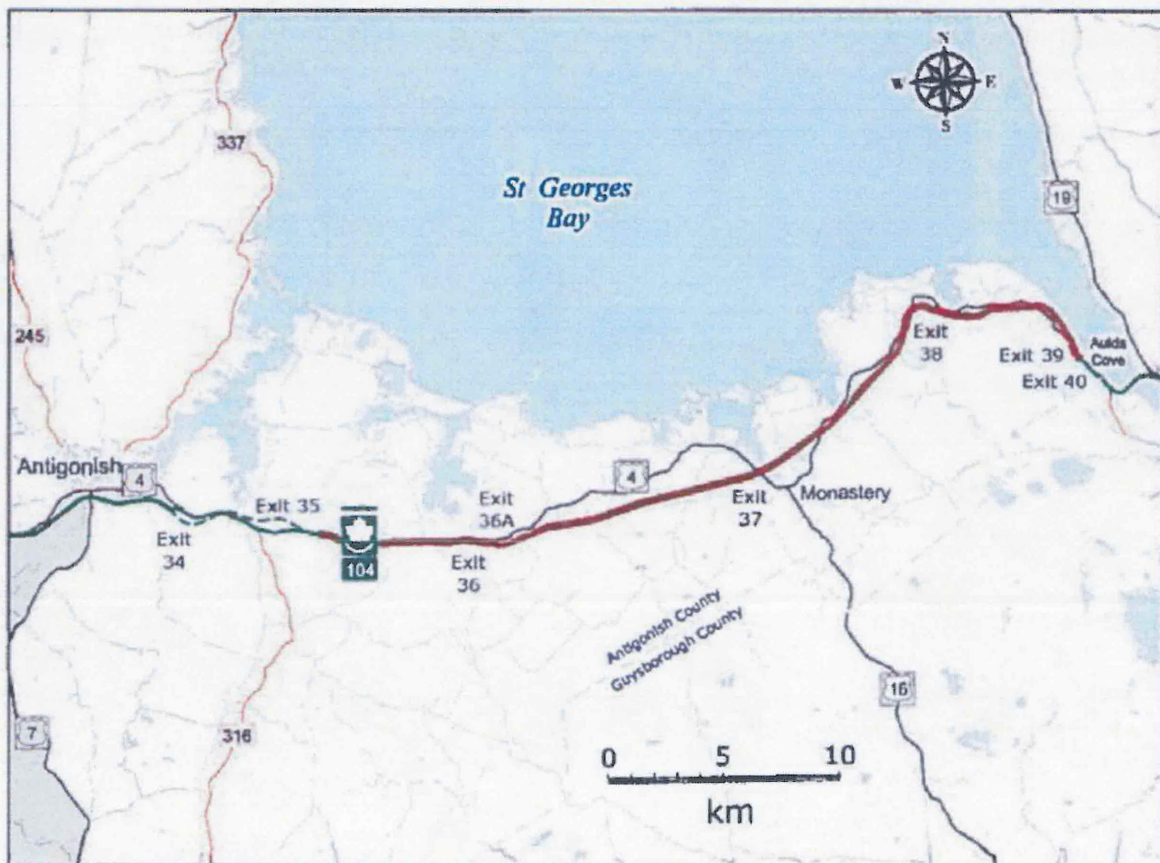 N
W E
S
337
St Georges
Bay
19
245
Exit
38
Exit 39
Aulds
Cove
Exit 40
Antigonish
4
Exit 35
Exit
34
104
Exit
36A
Exit
36
4
Exit
37
Monastery
Antigonish County
Guysborough County
16
7
316
0 5 10
km